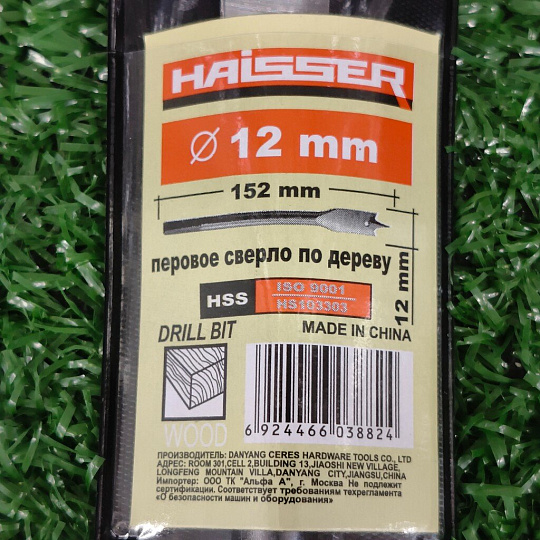 HAISSER
Ø 12 mm
152 mm
12 mm
перовое сверло по дереву
HSS
ISO 9001
HS103303
DRILL BIT
MADE IN CHINA
WOOD
6 924466 038824
ПРОИЗВОДИТЕЛЬ: DANYANG CERES HARDWARE TOOLS CO., LTD
АДРЕС: ROOM 301,CELL 2,BUILDING 13,JIAOSHI NEW VILLAGE,
LONGFENG MOUNTAIN VILLA,DANYANG CITY,JIANGSU,CHINA
Импортер: ООО ТК "Альфа А", г. Москва Не подлежит
сертификации. Соответствует требованиям техрегламента
«О безопасности машин и оборудования»